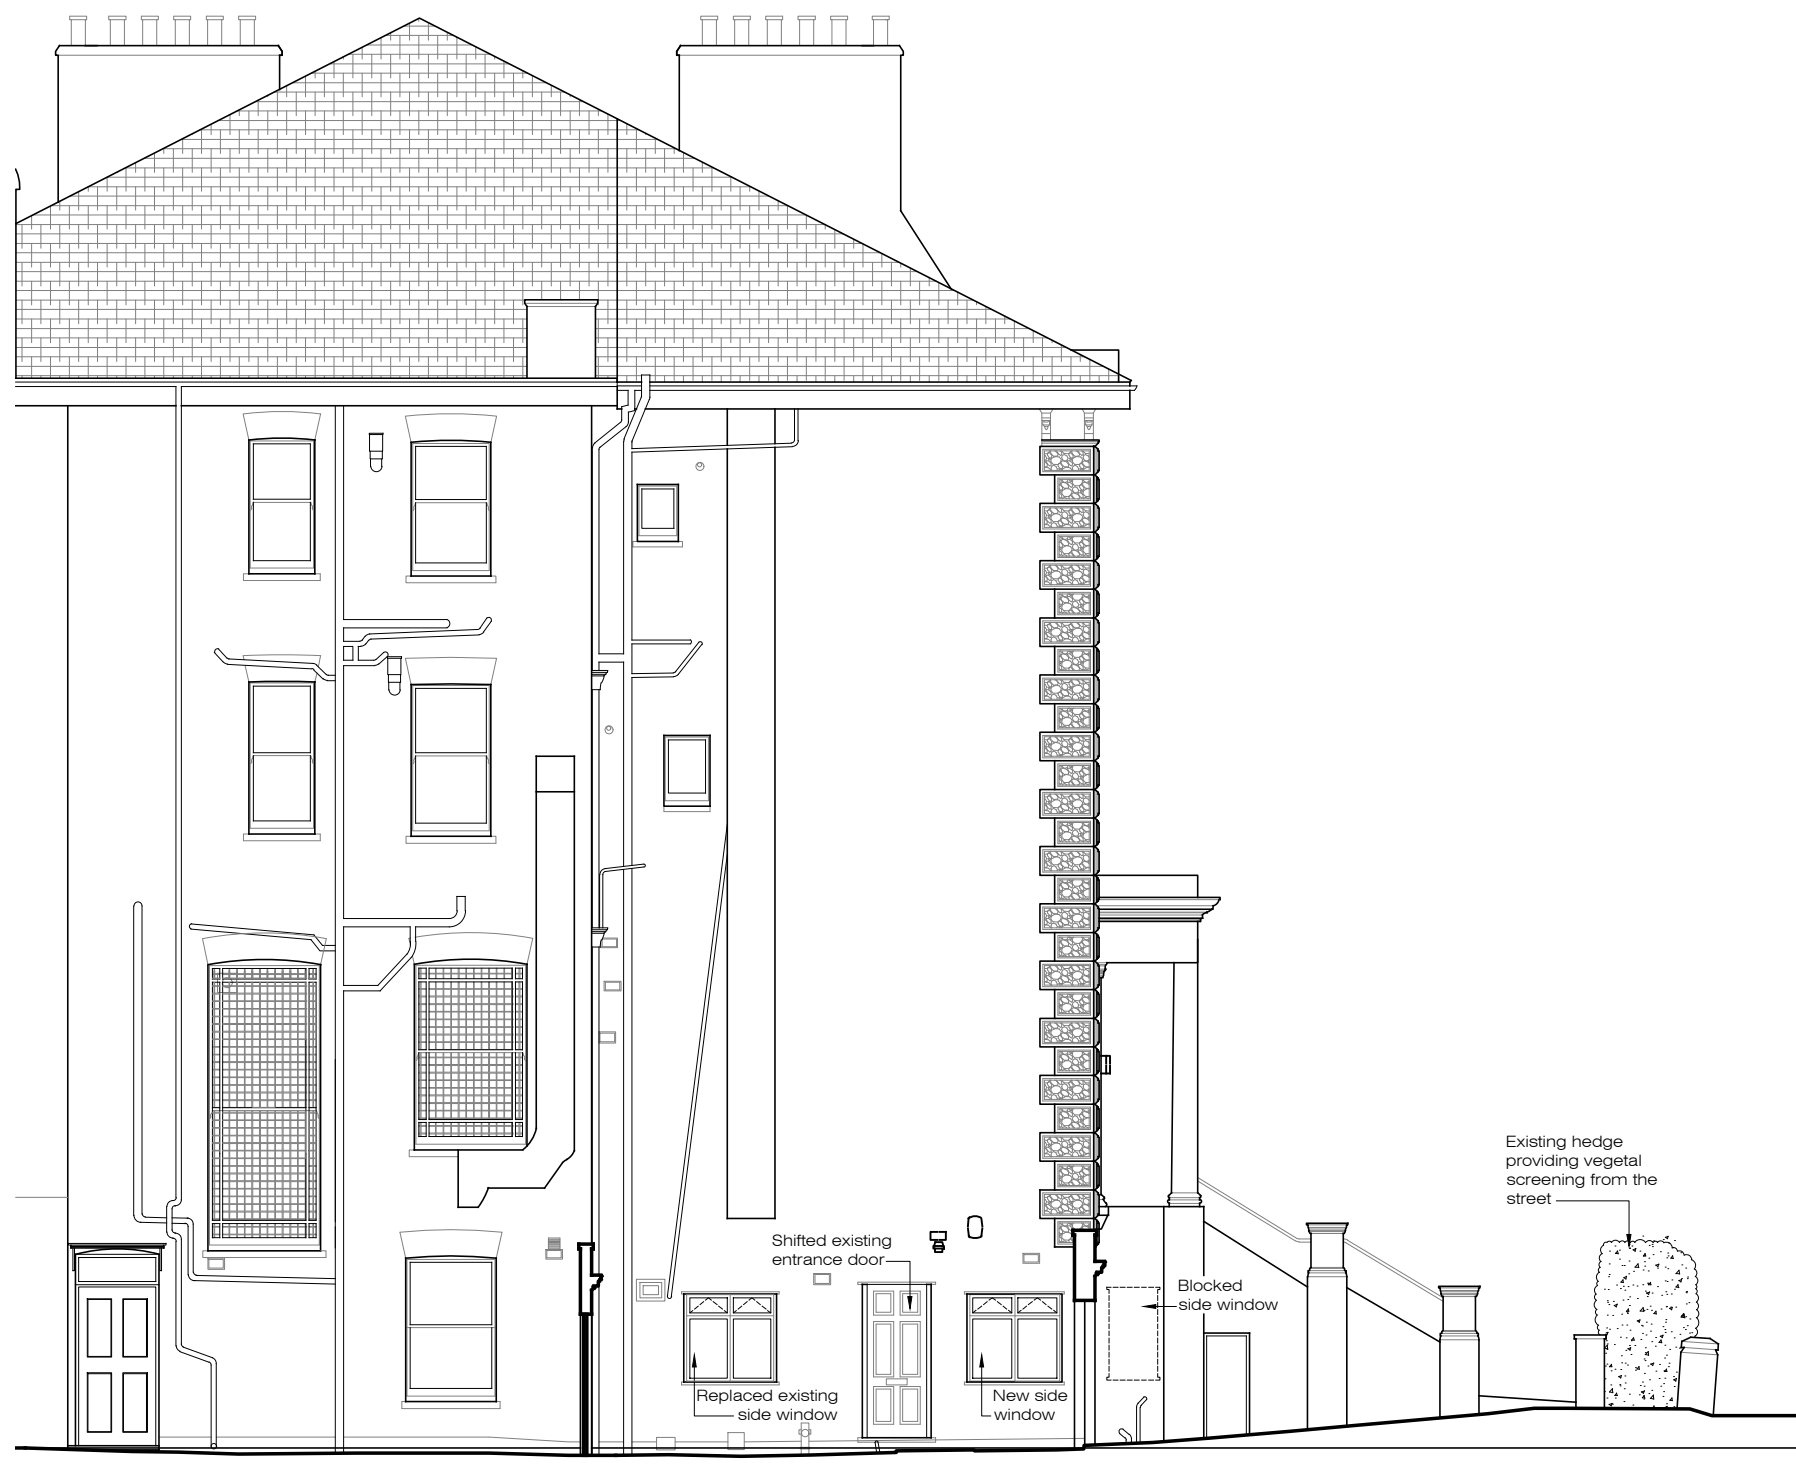 Existing hedge
providing vegetal
screening from the
street
Shifted existing
entrance door
Blocked
side window
Replaced existing
side window
New side
window